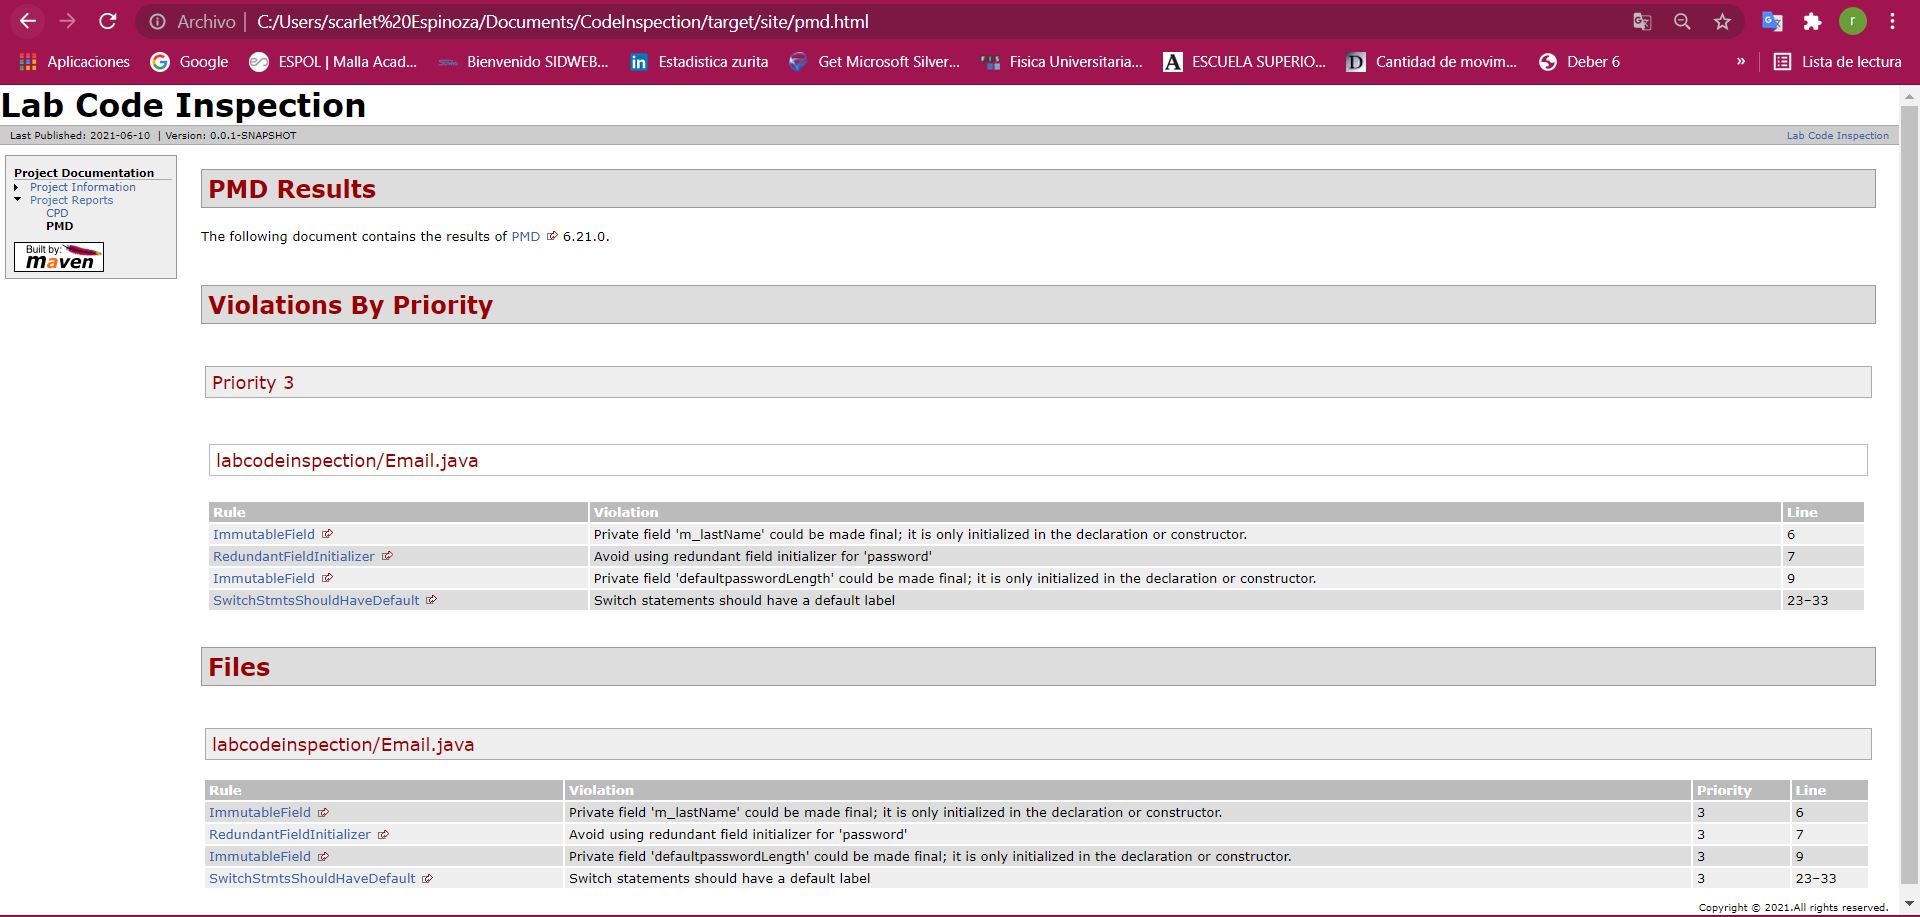 Archivo | C:/Users/scarlet%20Espinoza/Documents/CodeInspection/target/site/pmd.html r
Aplicaciones Google ESPOL | Malla Acad... Bienvenido SIDWEB... Estadistica zurita Get Microsoft Silver... Fisica Universitaria... A ESCUELA SUPERIO... D Cantidad de movim... Deber 6 » Lista de lectura
Lab Code Inspection
Last Published: 2021-06-10 | Version: 0.0.1-SNAPSHOT Lab Code Inspection
Project Documentation
Project Information
Project Reports
CPD
PMD
Built by:
maven
PMD Results
The following document contains the results of PMD 6.21.0.
Violations By Priority
Priority 3
labcodeinspection/Email.java
Rule Violation Line
ImmutableField Private field 'm_lastName' could be made final; it is only initialized in the declaration or constructor. 6
RedundantFieldInitializer Avoid using redundant field initializer for 'password' 7
ImmutableField Private field 'defaultpasswordLength' could be made final; it is only initialized in the declaration or constructor. 9
SwitchStmtsShouldHaveDefault Switch statements should have a default label 23–33
Files
labcodeinspection/Email.java
Rule Violation Priority Line
ImmutableField Private field 'm_lastName' could be made final; it is only initialized in the declaration or constructor. 3 6
RedundantFieldInitializer Avoid using redundant field initializer for 'password' 3 7
ImmutableField Private field 'defaultpasswordLength' could be made final; it is only initialized in the declaration or constructor. 3 9
SwitchStmtsShouldHaveDefault Switch statements should have a default label 3 23–33
Copyright © 2021.All rights reserved.